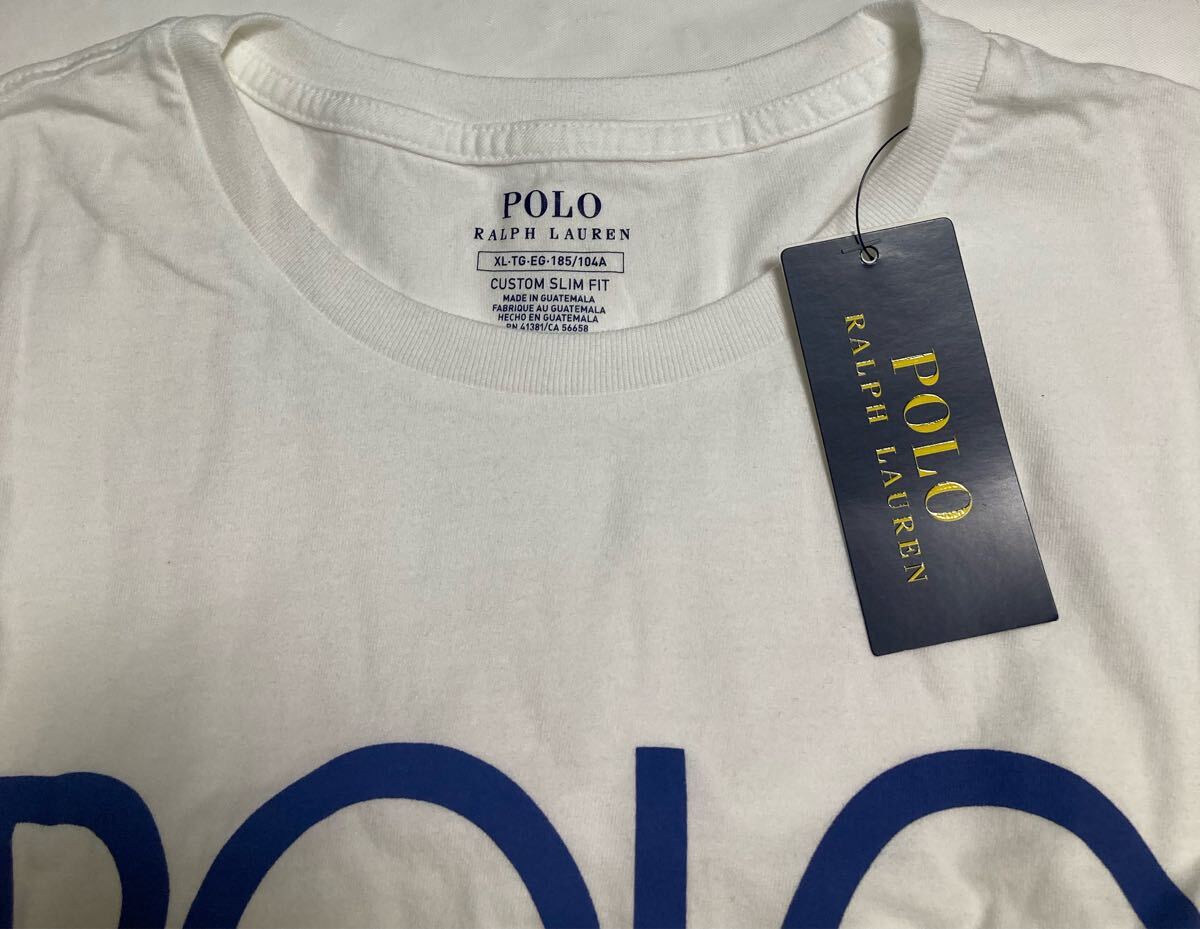 POLO
RALPH LAUREN
XL·TG·EG·185/104A
CUSTOM SLIM FIT
MADE IN GUATEMALA
FABRIQUE AU GUATEMALA
HECHO EN GUATEMALA
RN 41381/CA 56658
POLO
RALPH LAUREN
POLO